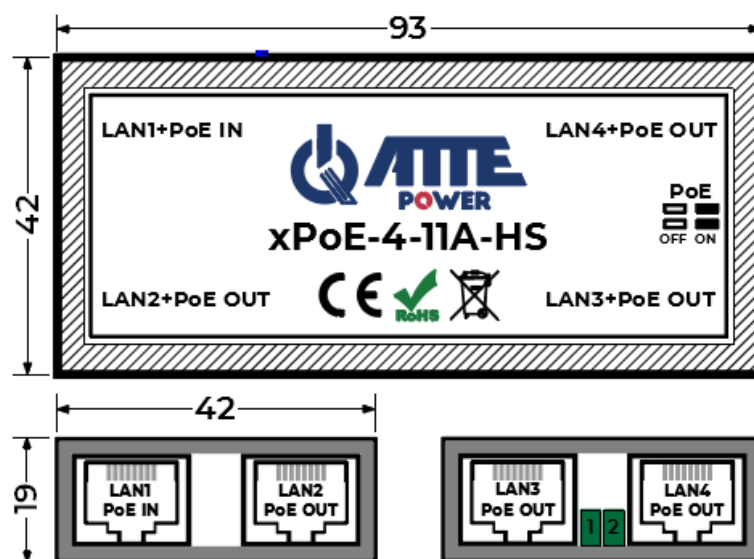 93
LAN1+PoE IN
LAN4+PoE OUT
ATTE
POWER
PoE
42
OFF ON
xPoE-4-11A-HS
LAN2+PoE OUT
CE
RoHS
LAN3+PoE OUT
42
19
LAN1
PoE IN
LAN2
PoE OUT
LAN3
PoE OUT
1 2
LAN4
PoE OUT